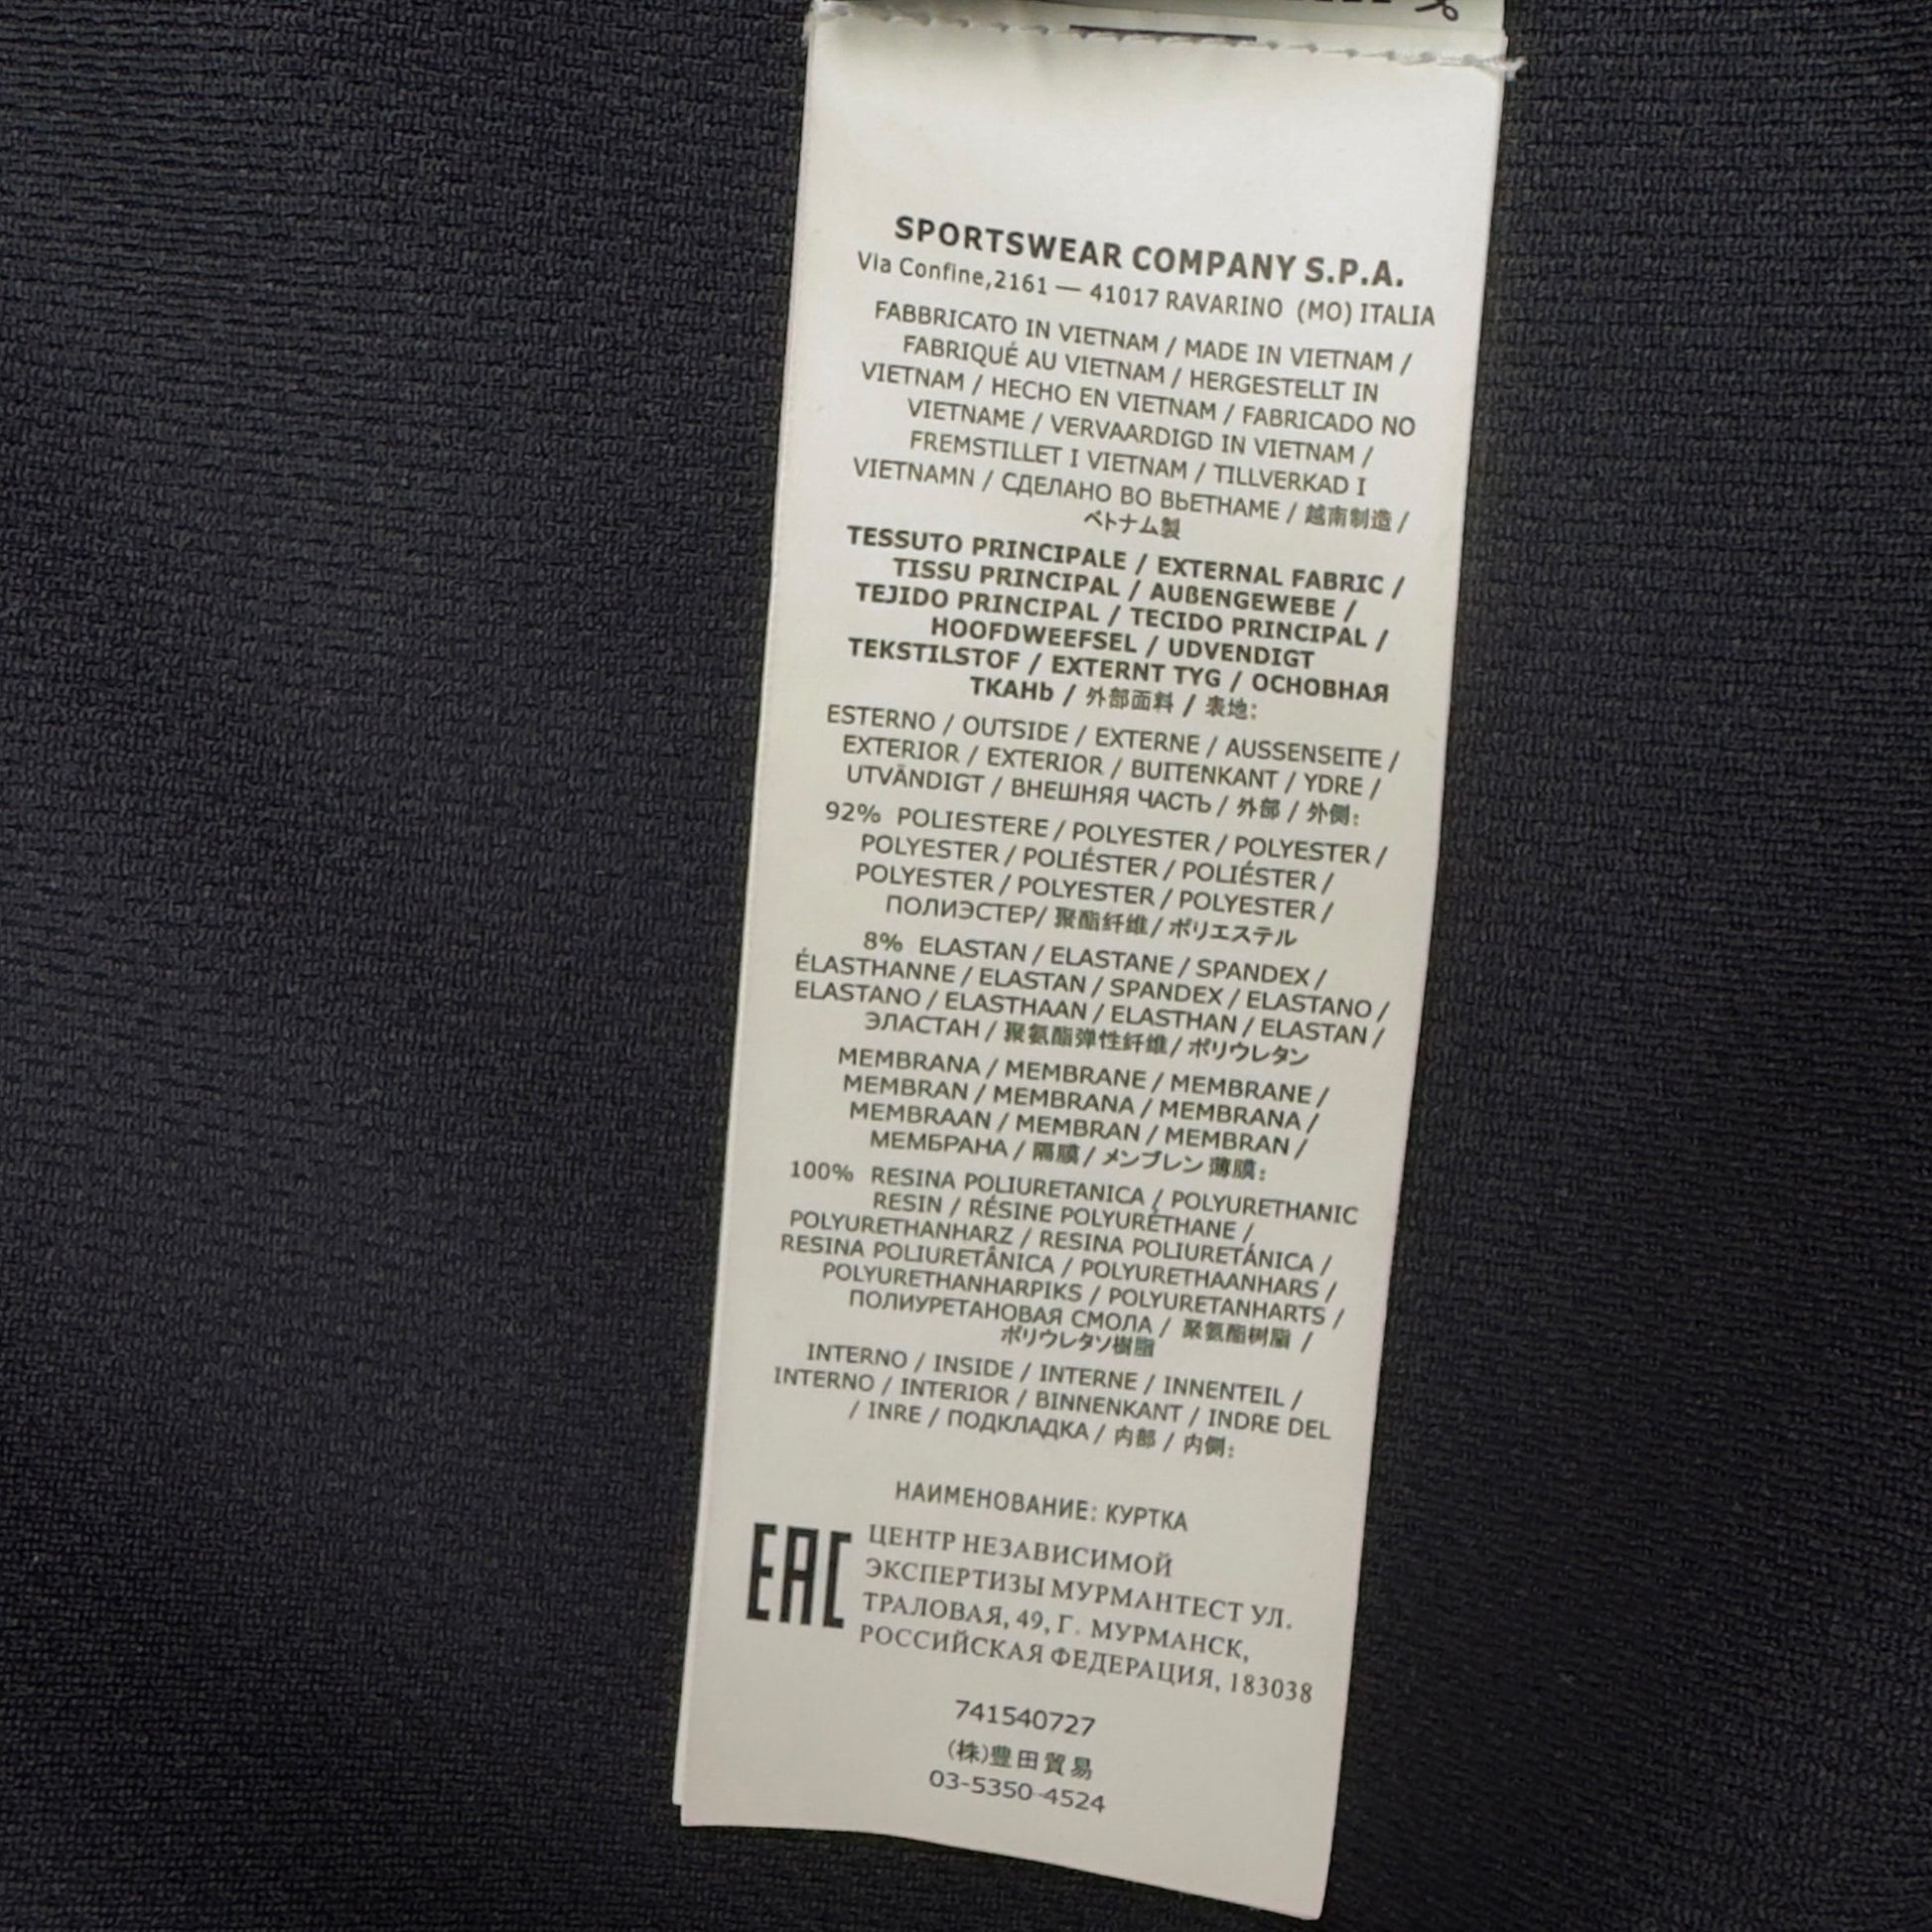 SPORTSWEAR COMPANY S.P.A.
Via Confine,2161 — 41017 RAVARINO (MO) ITALIA
FABBRICATO IN VIETNAM / MADE IN VIETNAM /
FABRIQUÉ AU VIETNAM / HERGESTELLT IN
VIETNAM / HECHO EN VIETNAM / FABRICADO NO
VIETNAME / VERVAARDIGD IN VIETNAM /
FREMSTILLET I VIETNAM / TILLVERKAD I
VIETNAMN / СДЕЛАНО ВО ВЬЕТНАМЕ / 越南制造 /
ベトナム製
TESSUTO PRINCIPALE / EXTERNAL FABRIC /
TISSU PRINCIPAL / AUßENGEWEBE /
TEJIDO PRINCIPAL / TECIDO PRINCIPAL /
HOOFDWEEFSEL / UDVENDIGT
TEKSTILSTOF / EXTERNT TYG / ОСНОВНАЯ
ТКАНЬ / 外部面料 / 表地:
ESTERNO / OUTSIDE / EXTERNE / AUSSENSEITE /
EXTERIOR / EXTERIOR / BUITENKANT / YDRE /
UTVÄNDIGT / ВНЕШНЯЯ ЧАСТЬ / 外部 / 外侧:
92% POLIESTERE / POLYESTER / POLYESTER /
POLYESTER / POLIÉSTER / POLIÉSTER /
POLYESTER / POLYESTER / POLYESTER /
ПОЛИЭСТЕР/ 聚酯纤维/ ポリエステル
8% ELASTAN / ELASTANE / SPANDEX /
ÉLASTHANNE / ELASTAN / SPANDEX / ELASTANO /
ELASTANO / ELASTHAAN / ELASTHAN / ELASTAN /
ЭЛАСТАН / 聚氨酯弹性纤维/ ポリウレタン
MEMBRANA / MEMBRANE / MEMBRANE /
MEMBRAN / MEMBRANA / MEMBRANA /
MEMBRAAN / MEMBRAN / MEMBRAN /
МЕМБРАНА / 隔膜/ メンブレン 薄膜:
100% RESINA POLIURETANICA / POLYURETHANIC
RESIN / RÉSINE POLYURÉTHANE /
POLYURETHANHARZ / RESINA POLIURETÁNICA /
RESINA POLIURETÂNICA / POLYURETHAANHARS /
POLYURETHANHARPIKS / POLYURETANHARTS /
ПОЛИУРЕТАНОВАЯ СМОЛА / 聚氨酯树脂 /
ポリウレタソ樹脂
INTERNO / INSIDE / INTERNE / INNENTEIL /
INTERNO / INTERIOR / BINNENKANT / INDRE DEL
/ INRE / ПОДКЛАДКА / 内部 / 内侧:
НАИМЕНОВАНИЕ: КУРТКА
EAC
ЦЕНТР НЕЗАВИСИМОЙ
ЭКСПЕРТИЗЫ МУРМАНТЕСТ УЛ.
ТРАЛОВАЯ, 49, Г. МУРМАНСК,
РОССИЙСКАЯ ФЕДЕРАЦИЯ, 183038
741540727
(株)豊田貿易
03-5350-4524